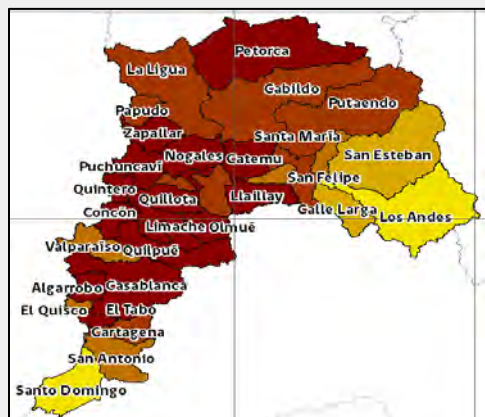 Petorca
La Ligua
Cabildo
Putaendo
Papudo
Zapallar
Santa María
Nogales
Catemu
San Esteban
Puchuncaví
San Felipe
Quintero
Quillota
Llaillay
Calle Larga
Los Andes
Concón
Limache
Olmué
Valparaíso
Quilpué
Algarrobo
Casablanca
El Quisco
El Tabo
Cartagena
San Antonio
Santo Domingo